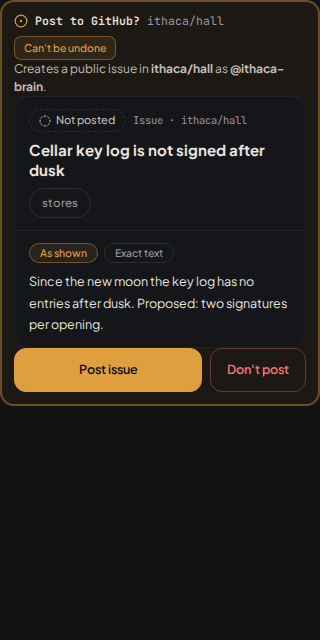 Post to GitHub? ithaca/hall
Can't be undone
Creates a public issue in ithaca/hall as @ithaca-
brain.
Not posted Issue · ithaca/hall
Cellar key log is not signed after
dusk
stores
As shown Exact text
Since the new moon the key log has no
entries after dusk. Proposed: two signatures
per opening.
Post issue Don't post